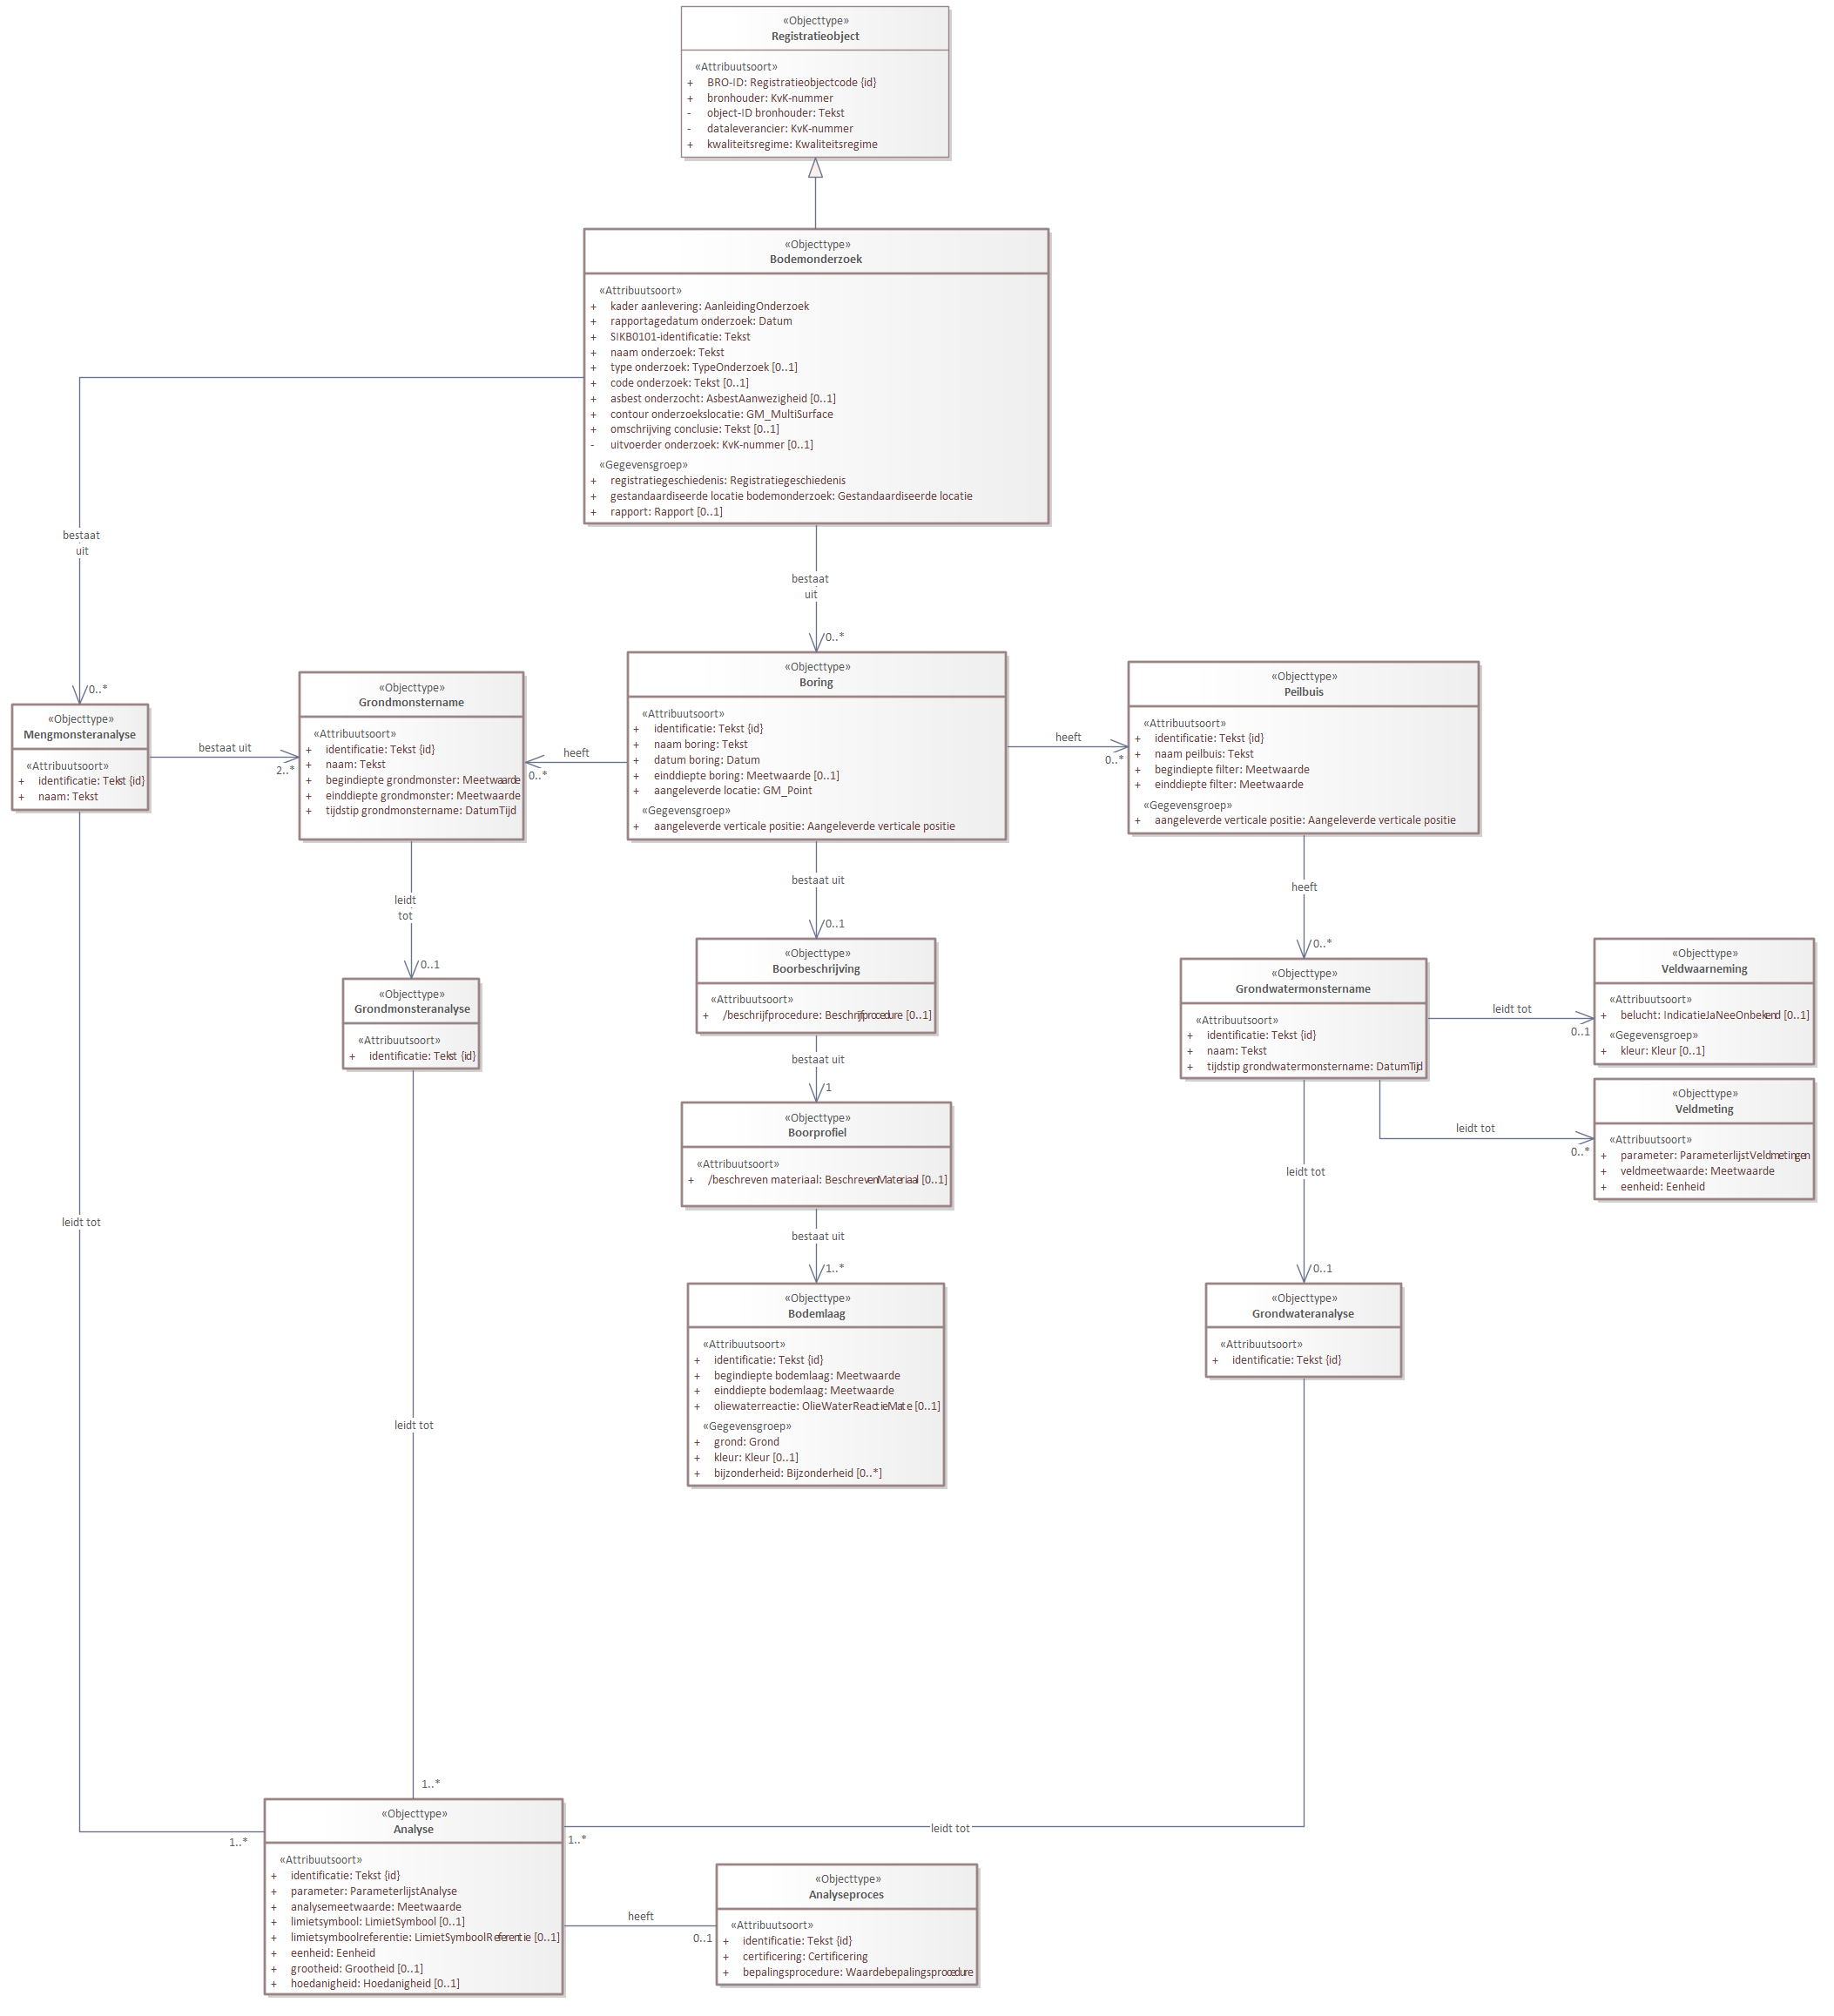 «Objecttype»
Registratieobject
«Attribuutsoort»
+ BRO-ID: Registratieobjectcode {id}
+ bronhouder: KvK-nummer
- object-ID bronhouder: Tekst
- dataleverancier: KvK-nummer
+ kwaliteitsregime: Kwaliteitsregime
«Objecttype»
Bodemonderzoek
«Attribuutsoort»
+ kader aanlevering: AanleidingOnderzoek
+ rapportagedatum onderzoek: Datum
+ SIKB0101-identificatie: Tekst
+ naam onderzoek: Tekst
+ type onderzoek: TypeOnderzoek [0..1]
+ code onderzoek: Tekst [0..1]
+ asbest onderzocht: AsbestAanwezigheid [0..1]
+ contour onderzoekslocatie: GM_MultiSurface
+ omschrijving conclusie: Tekst [0..1]
- uitvoerder onderzoek: KvK-nummer [0..1]
«Gegevensgroep»
+ registratiegeschiedenis: Registratiegeschiedenis
+ gestandaardiseerde locatie bodemonderzoek: Gestandaardiseerde locatie
+ rapport: Rapport [0..1]
bestaat
uit
0..*
bestaat
uit
0..*
«Objecttype»
Mengmonsteranalyse
«Attribuutsoort»
+ identificatie: Tekst {id}
+ naam: Tekst
bestaat uit
2..*
«Objecttype»
Grondmonstername
«Attribuutsoort»
+ identificatie: Tekst {id}
+ naam: Tekst
+ begindiepte grondmonster: Meetwaarde
+ einddiepte grondmonster: Meetwaarde
+ tijdstip grondmonstername: DatumTijd
heeft
0..*
«Objecttype»
Boring
«Attribuutsoort»
+ identificatie: Tekst {id}
+ naam boring: Tekst
+ datum boring: Datum
+ einddiepte boring: Meetwaarde [0..1]
+ aangeleverde locatie: GM_Point
«Gegevensgroep»
+ aangeleverde verticale positie: Aangeleverde verticale positie
heeft
0..*
«Objecttype»
Peilbuis
«Attribuutsoort»
+ identificatie: Tekst {id}
+ naam peilbuis: Tekst
+ begindiepte filter: Meetwaarde
+ einddiepte filter: Meetwaarde
«Gegevensgroep»
+ aangeleverde verticale positie: Aangeleverde verticale positie
leidt
tot
0..1
bestaat uit
0..1
heeft
0..*
«Objecttype»
Grondmonsteranalyse
«Attribuutsoort»
+ identificatie: Tekst {id}
«Objecttype»
Boorbeschrijving
«Attribuutsoort»
+ /beschrijfprocedure: Beschrijfprocedure [0..1]
bestaat uit
1
«Objecttype»
Grondwatermonstername
«Attribuutsoort»
+ identificatie: Tekst {id}
+ naam: Tekst
+ tijdstip grondwatermonstername: DatumTijd
leidt tot
0..1
«Objecttype»
Veldwaarneming
«Attribuutsoort»
+ belucht: IndicatieJaNeeOnbekend [0..1]
«Gegevensgroep»
+ kleur: Kleur [0..1]
leidt tot
0..*
«Objecttype»
Veldmeting
«Attribuutsoort»
+ parameter: ParameterlijstVeldmetingen
+ veldmeetwaarde: Meetwaarde
+ eenheid: Eenheid
«Objecttype»
Boorprofiel
«Attribuutsoort»
+ /beschreven materiaal: BeschrevenMateriaal [0..1]
bestaat uit
1..*
leidt tot
0..1
leidt tot
«Objecttype»
Bodemlaag
«Attribuutsoort»
+ identificatie: Tekst {id}
+ begindiepte bodemlaag: Meetwaarde
+ einddiepte bodemlaag: Meetwaarde
+ oliewaterreactie: OlieWaterReactieMate [0..1]
«Gegevensgroep»
+ grond: Grond
+ kleur: Kleur [0..1]
+ bijzonderheid: Bijzonderheid [0..*]
«Objecttype»
Grondwateranalyse
«Attribuutsoort»
+ identificatie: Tekst {id}
leidt tot
1..*
1..*
1..*
leidt tot
«Objecttype»
Analyse
«Attribuutsoort»
+ identificatie: Tekst {id}
+ parameter: ParameterlijstAnalyse
+ analysemeetwaarde: Meetwaarde
+ limietsymbool: LimietSymbool [0..1]
+ limietsymboolreferentie: LimietSymboolReferentie [0..1]
+ eenheid: Eenheid
+ grootheid: Grootheid [0..1]
+ hoedanigheid: Hoedanigheid [0..1]
heeft
0..1
«Objecttype»
Analyseproces
«Attribuutsoort»
+ identificatie: Tekst {id}
+ certificering: Certificering
+ bepalingsprocedure: Waardebepalingsprocedure